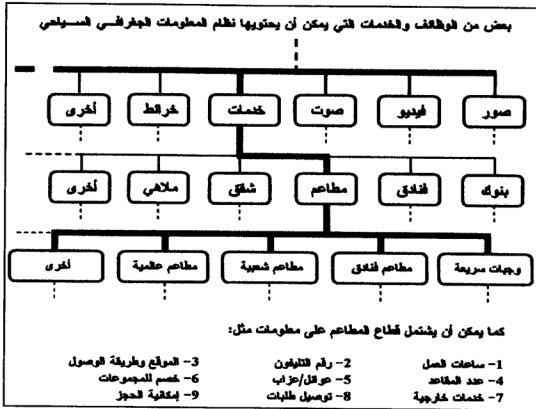 بعض من الوظائف والخدمات التي يمكن أن يحتويها نظام المعلومات الجغرافي السياحي
صور فيديو صوت خدمات خرائط أخرى
بنوك فنادق مطاعم شقق ملاهي أخرى
وجبات سريعة مطاعم فنادق مطاعم شعبية مطاعم عالمية أخرى
كما يمكن أن يشتمل قطاع المطاعم على معلومات مثل:
1- ساعات العمل 2- رقم التليفون 3- الموقع وطريقة الوصول
4- عدد المقاعد 5- عوائل/عزاب 6- خصم للمجموعات
7- خدمات خارجية 8- توصيل طلبات 9- إمكانية الحجز